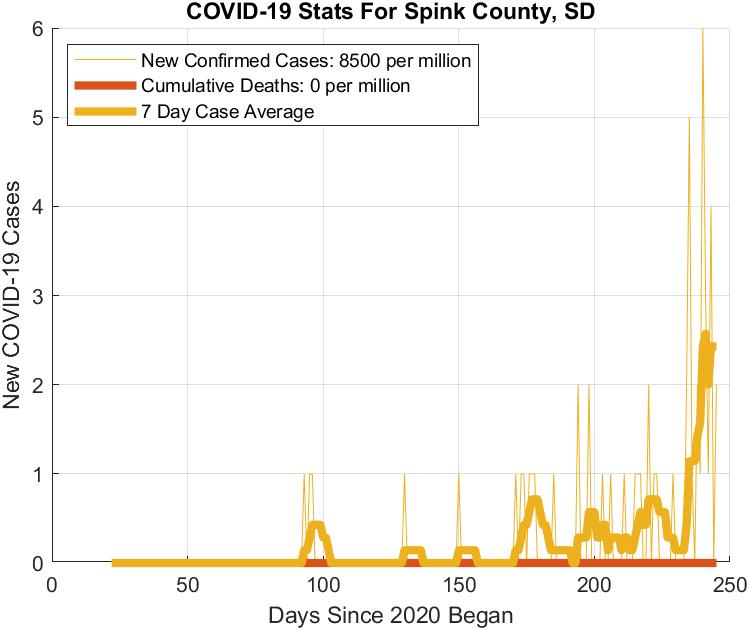 COVID-19 Stats For Spink County, SD
New Confirmed Cases: 8500 per million
Cumulative Deaths: 0 per million
7 Day Case Average
New COVID-19 Cases
6
5
4
3
2
1
0
0 50 100 150 200 250
Days Since 2020 Began